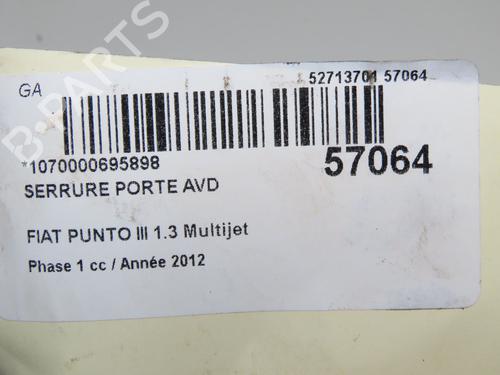 GA
52713701 57064
*1070000695898
57064
SERRURE PORTE AVD
FIAT PUNTO III 1.3 Multijet
Phase 1 cc / Année 2012
B-PARTS